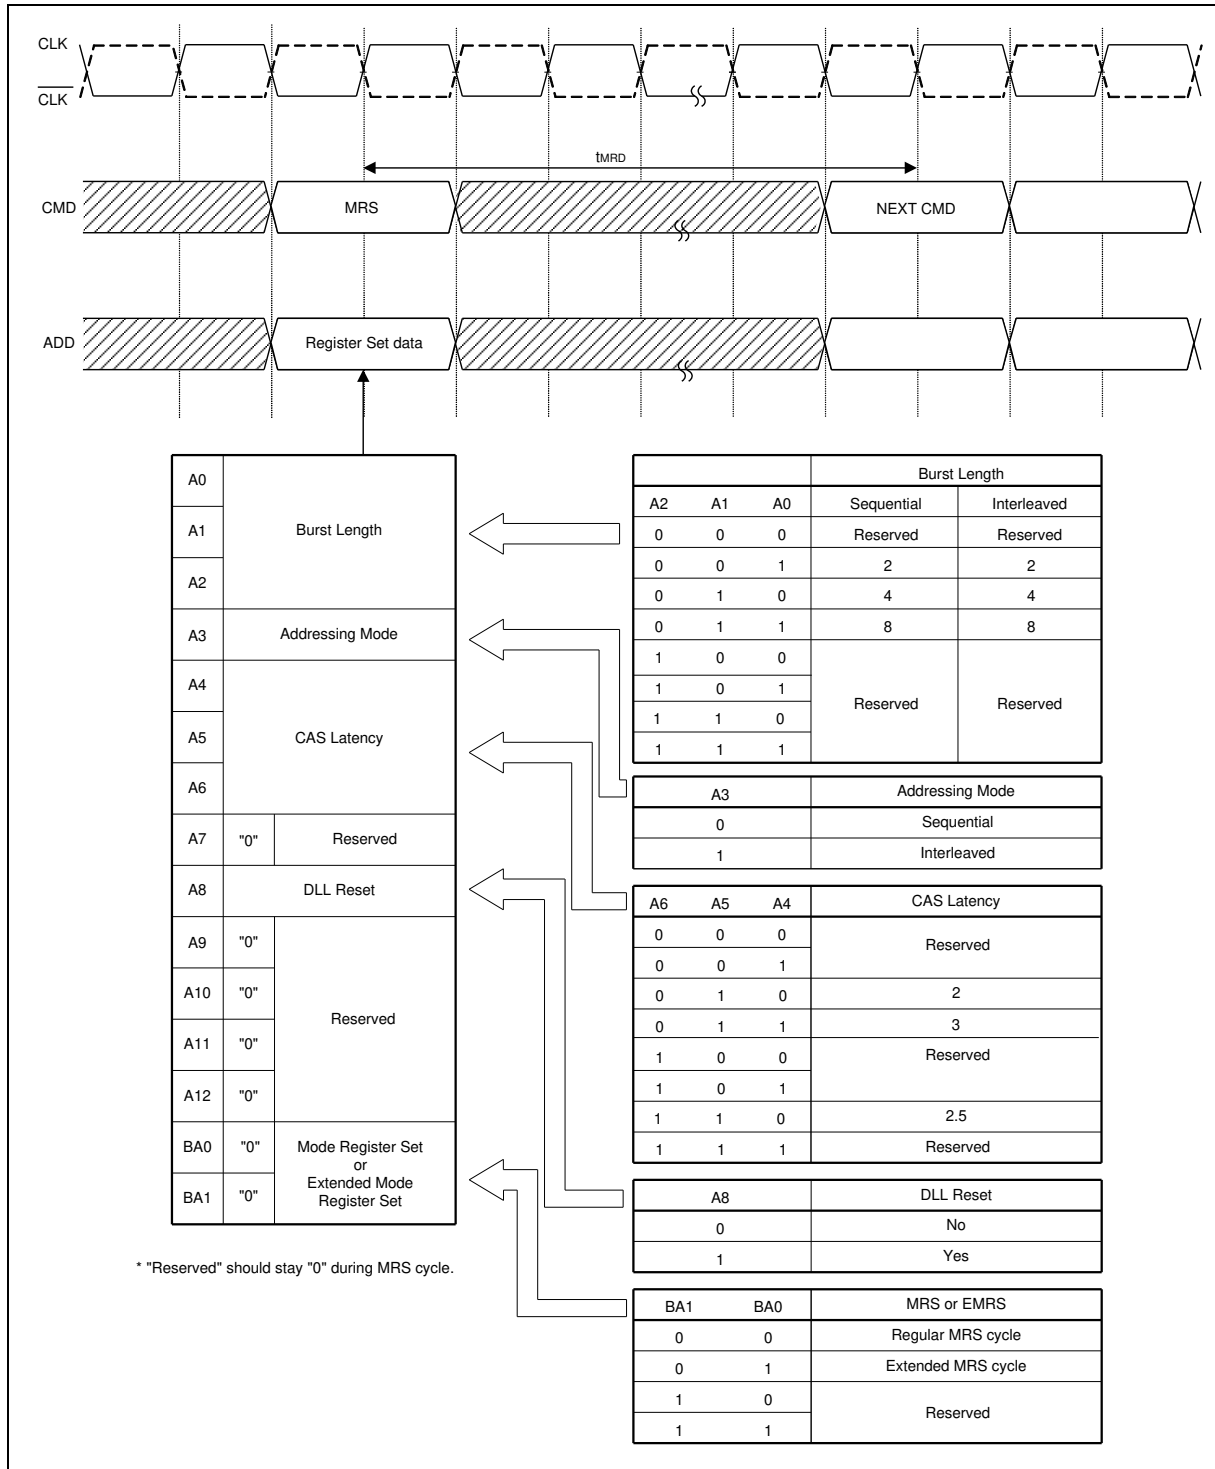 CLK
CLK
tMRD
CMD MRS NEXT CMD
ADD Register Set data
A0
A1 Burst Length
A2
A3 Addressing Mode
A4
A5 CAS Latency
A6
A7 "0" Reserved
A8 DLL Reset
A9 "0"
A10 "0"
Reserved
A11 "0"
A12 "0"
BA0 "0" Mode Register Set
or
Extended Mode
BA1 "0" Register Set
* "Reserved" should stay "0" during MRS cycle.
Burst Length
A2 A1 A0 Sequential Interleaved
0 0 0 Reserved Reserved
0 0 1 2 2
0 1 0 4 4
0 1 1 8 8
1 0 0
1 0 1
Reserved Reserved
1 1 0
1 1 1
A3 Addressing Mode
0 Sequential
1 Interleaved
A6 A5 A4 CAS Latency
0 0 0
Reserved
0 0 1
0 1 0 2
0 1 1 3
1 0 0 Reserved
1 0 1
1 1 0 2.5
1 1 1 Reserved
A8 DLL Reset
0 No
1 Yes
BA1 BA0 MRS or EMRS
0 0 Regular MRS cycle
0 1 Extended MRS cycle
1 0
Reserved
1 1